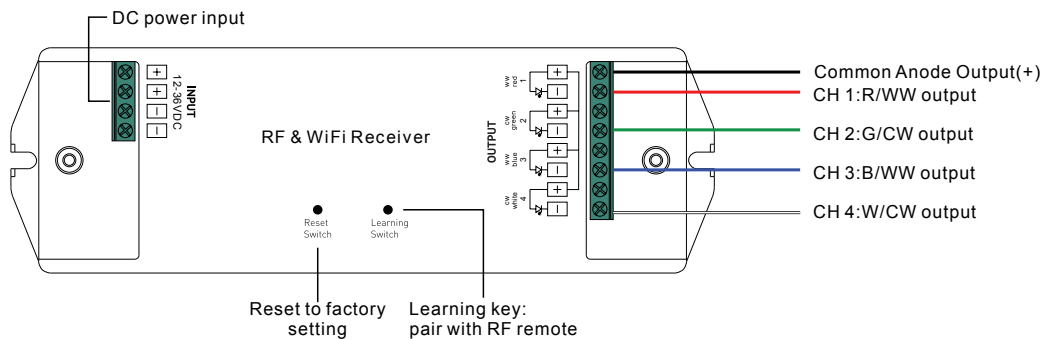 DC power input
+
+
−
−
12-36VDC
INPUT
RF & WiFi Receiver
OUTPUT
ww
red
1
+
−
cw
green
2
+
−
ww
blue
3
+
−
cw
white
4
+
−
Common Anode Output(+)
CH 1:R/WW output
CH 2:G/CW output
CH 3:B/WW output
CH 4:W/CW output
Reset
Switch
Learning
Switch
Reset to factory
setting
Learning key:
pair with RF remote